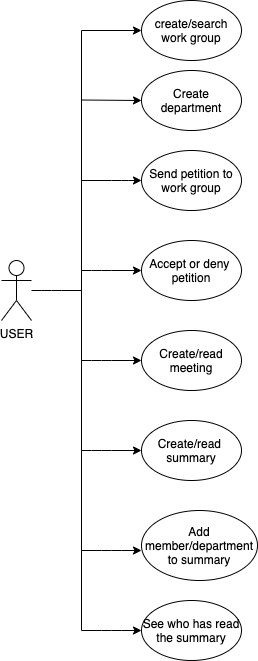 create/search
work group
Create
department
Send petition to
work group
USER
Accept or deny
petition
Create/read
meeting
Create/read
summary
Add
member/department
to summary
See who has read
the summary